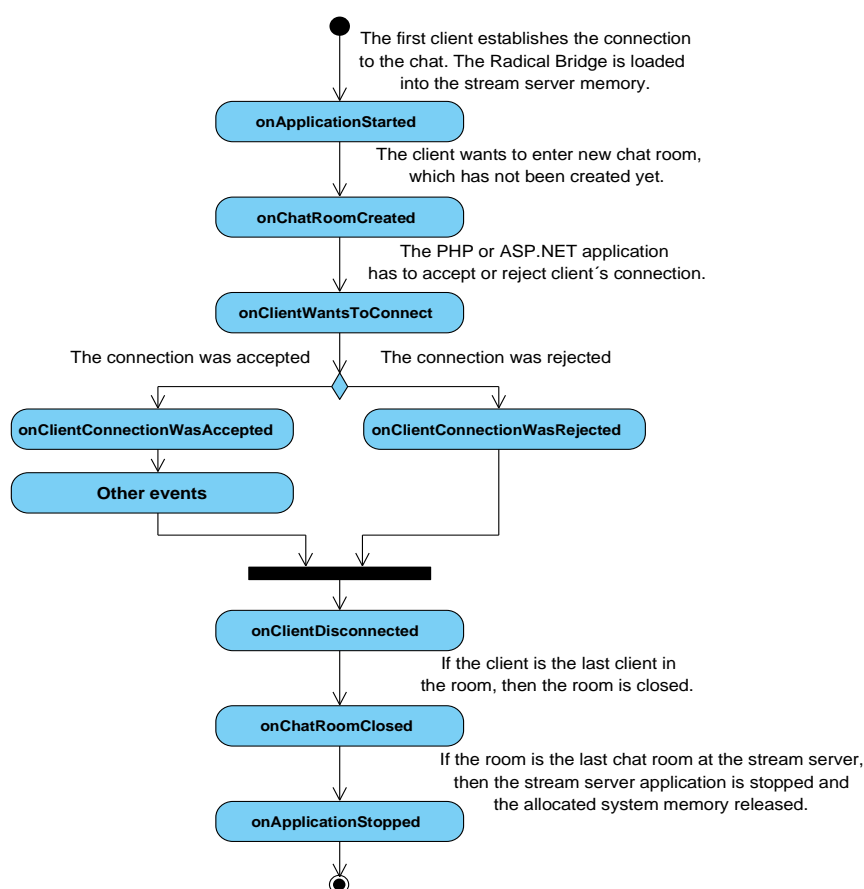 The first client establishes the connection
to the chat. The Radical Bridge is loaded
into the stream server memory.
onApplicationStarted
The client wants to enter new chat room,
which has not been created yet.
onChatRoomCreated
The PHP or ASP.NET application
has to accept or reject client´s connection.
onClientWantsToConnect
The connection was accepted
The connection was rejected
onClientConnectionWasAccepted
onClientConnectionWasRejected
Other events
onClientDisconnected
If the client is the last client in
the room, then the room is closed.
onChatRoomClosed
If the room is the last chat room at the stream server,
then the stream server application is stopped and
the allocated system memory released.
onApplicationStopped